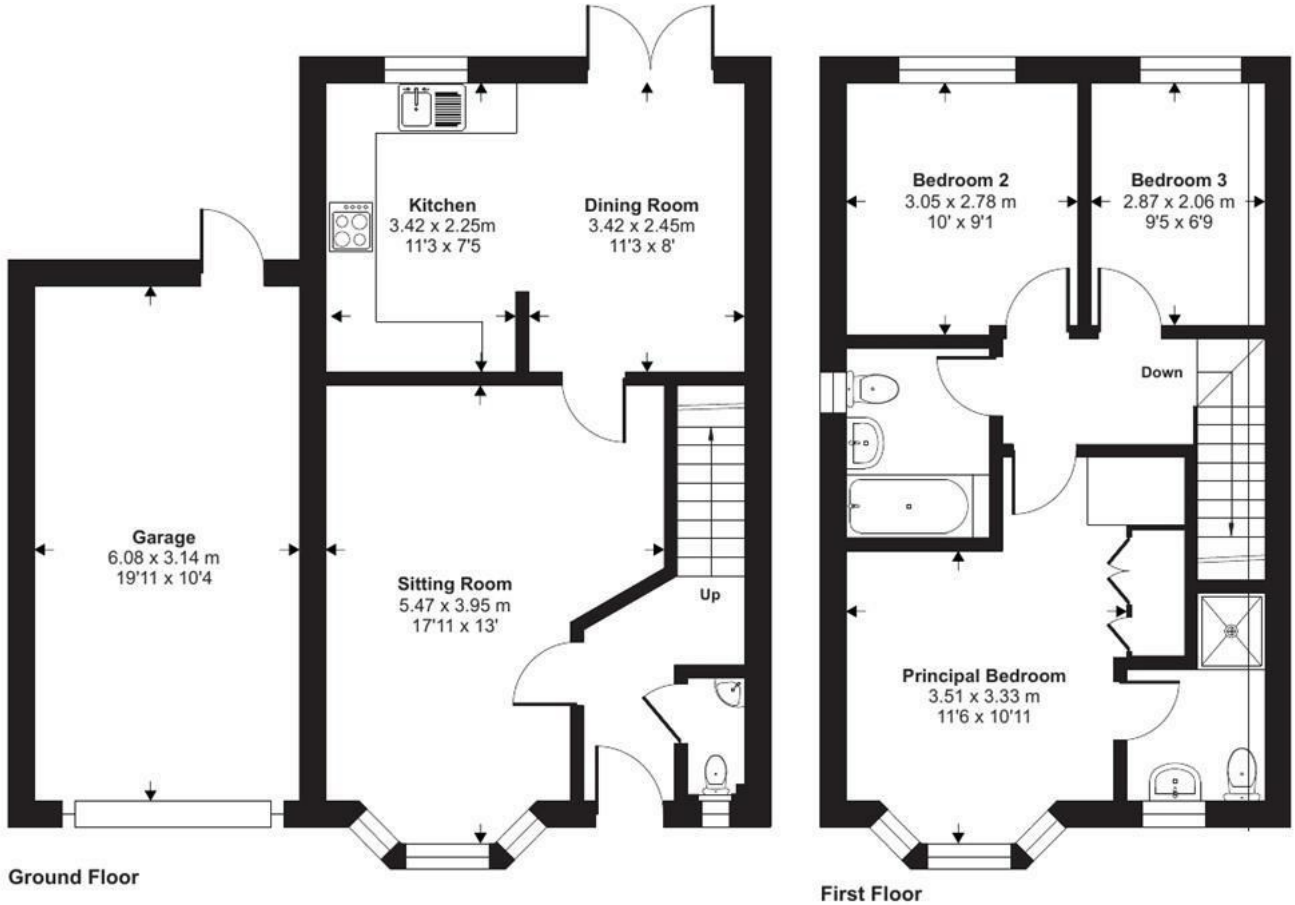 Kitchen
3.42 x 2.25m
11'3 x 7'5
Dining Room
3.42 x 2.45m
11'3 x 8'
Garage
6.08 x 3.14 m
19'11 x 10'4
Sitting Room
5.47 x 3.95 m
17'11 x 13'
Up
Ground Floor
Bedroom 2
3.05 x 2.78 m
10' x 9'1
Bedroom 3
2.87 x 2.06 m
9'5 x 6'9
Down
Principal Bedroom
3.51 x 3.33 m
11'6 x 10'11
First Floor